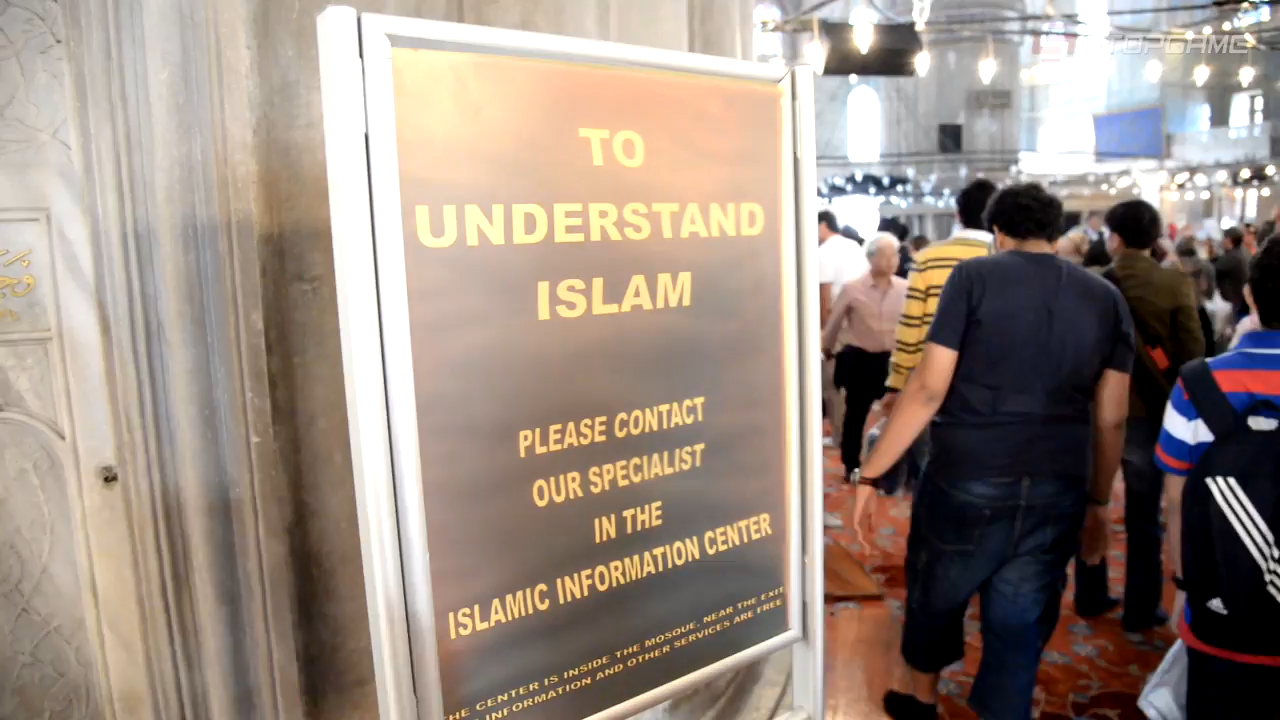 TOPGAME
TO
UNDERSTAND
ISLAM
PLEASE CONTACT
OUR SPECIALIST
IN THE
ISLAMIC INFORMATION CENTER
CENTER IS INSIDE THE MOSQUE, NEAR THE EXIT
INFORMATION AND OTHER SERVICES ARE FREE
adidas